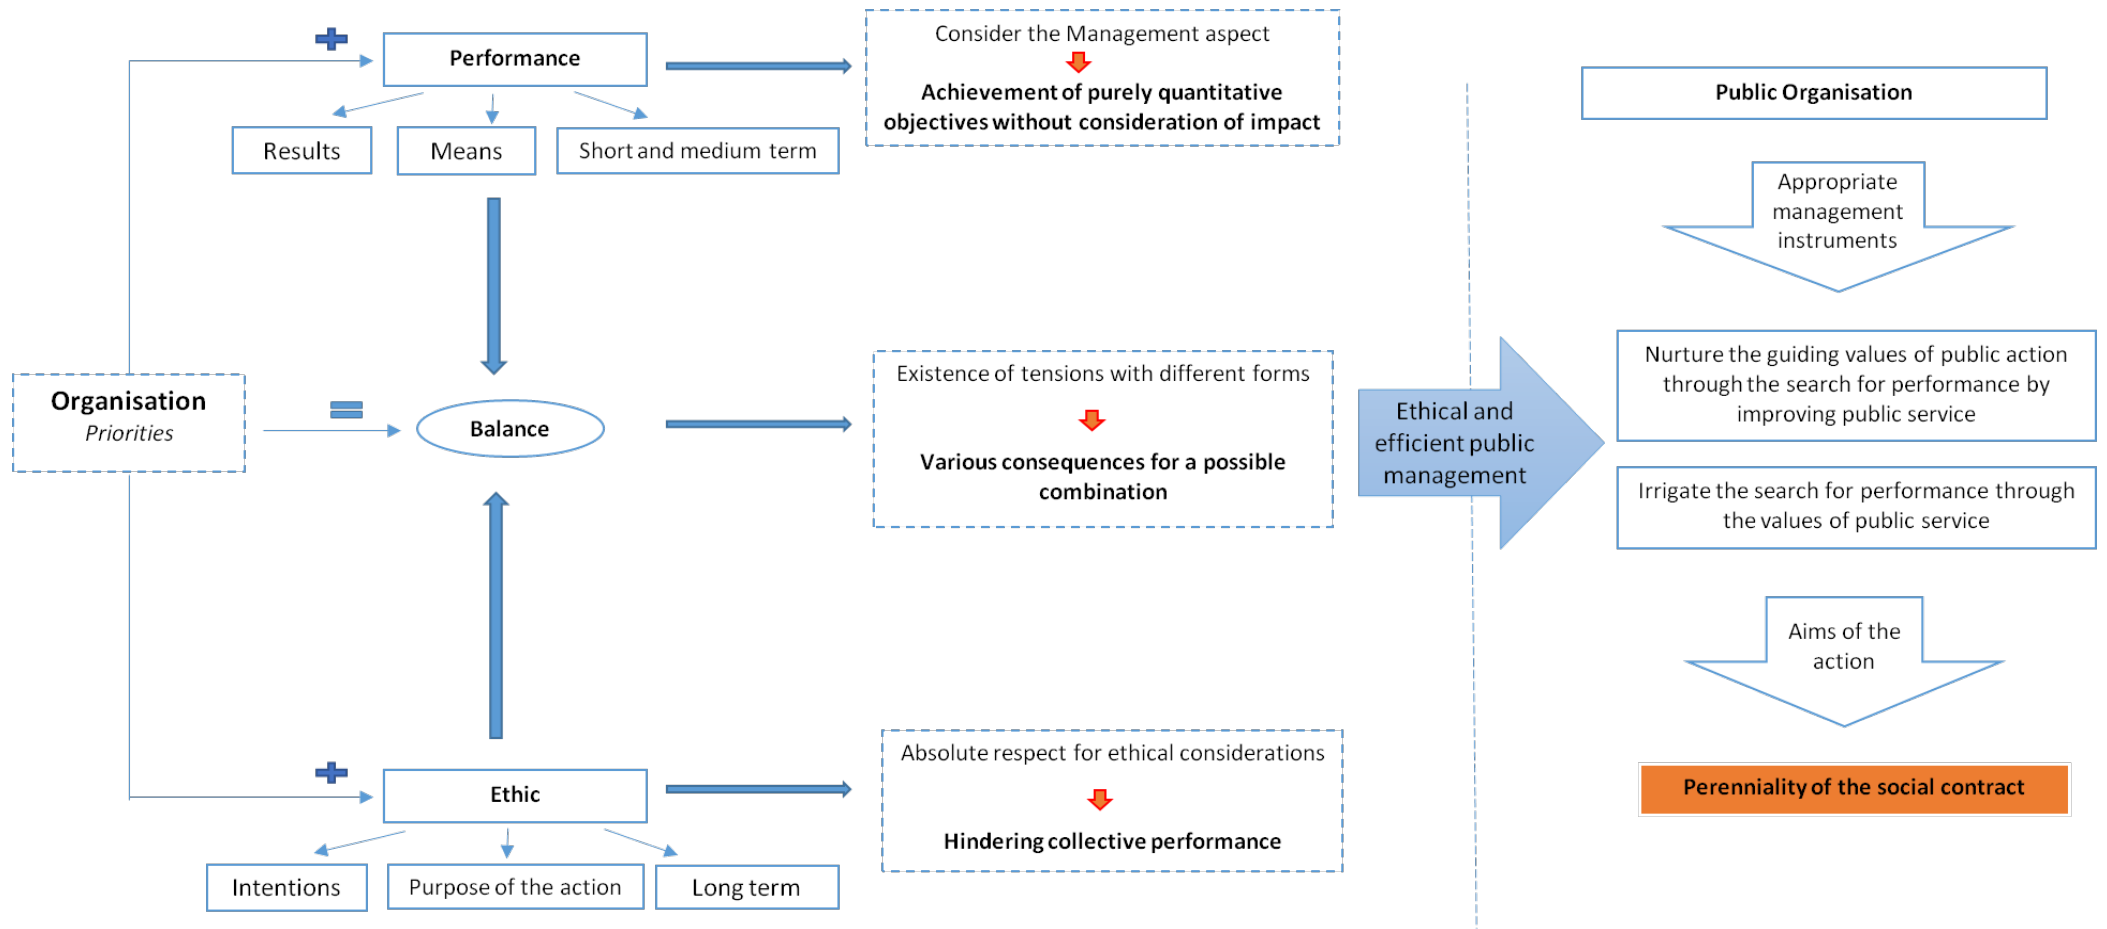 Performance
Results
Means
Short and medium term
Consider the Management aspect
Achievement of purely quantitative
objectives without consideration of impact
Organisation
Priorities
Balance
Existence of tensions with different forms
Various consequences for a possible
combination
Ethic
Intentions
Purpose of the action
Long term
Absolute respect for ethical considerations
Hindering collective performance
Ethical and
efficient public
management
Public Organisation
Appropriate
management
instruments
Nurture the guiding values of public action
through the search for performance by
improving public service
Irrigate the search for performance through
the values of public service
Aims of the
action
Perenniality of the social contract